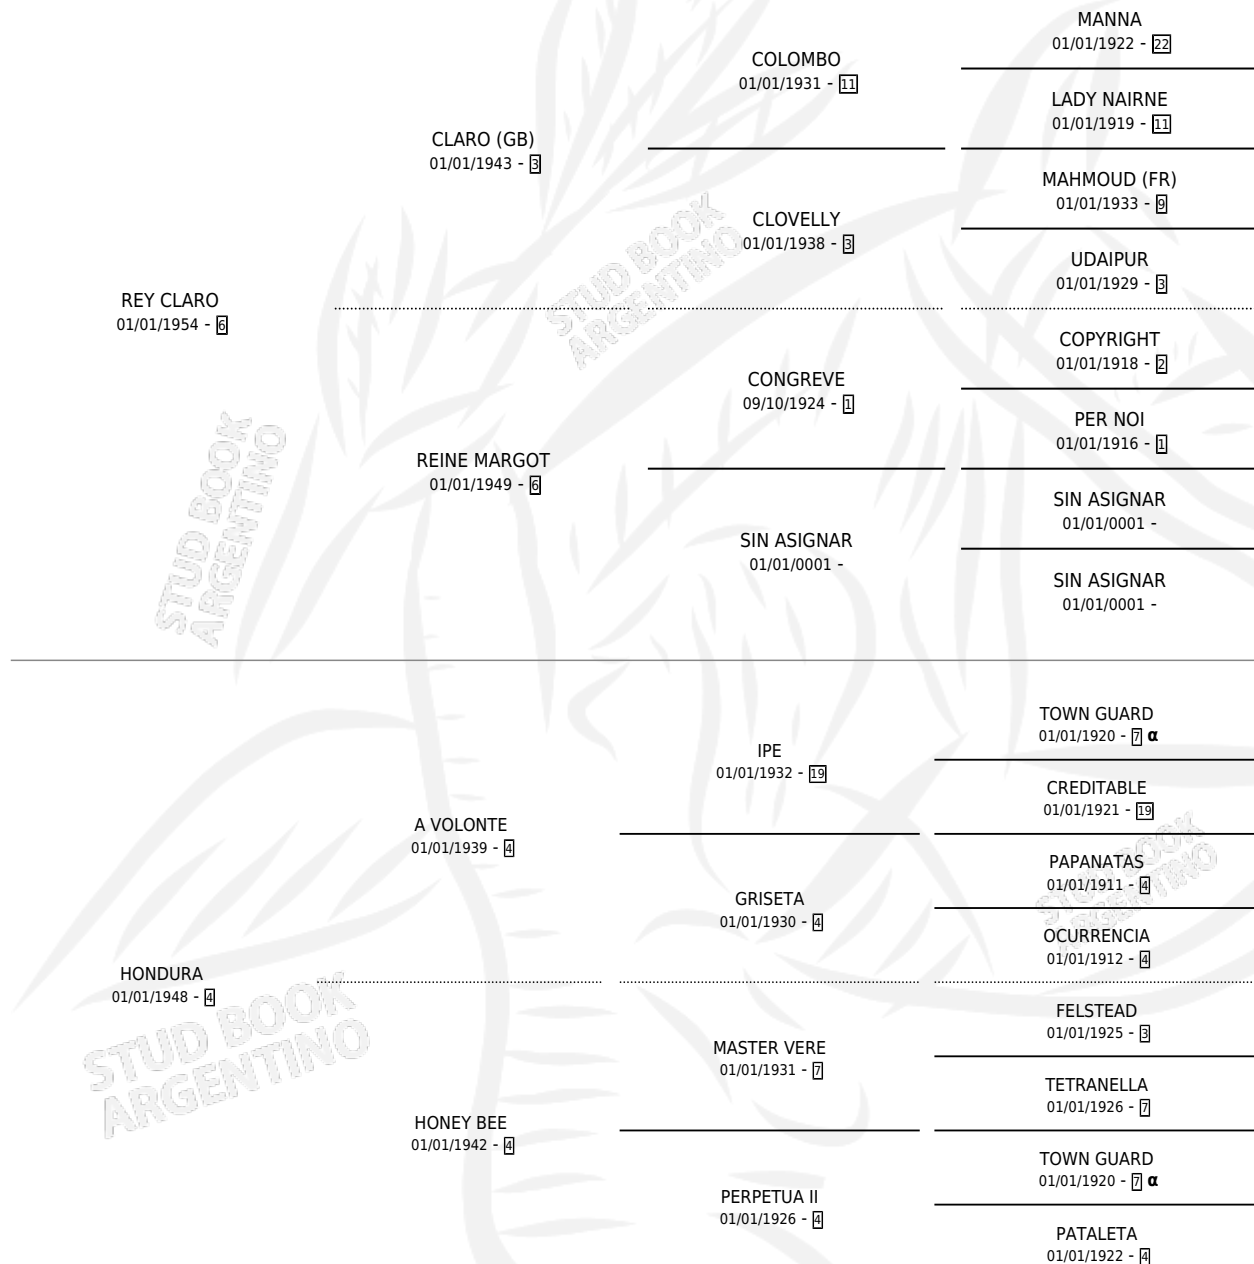 MANNA
01/01/1922 - 22
COLOMBO
01/01/1931 - 11
LADY NAIRNE
01/01/1919 - 11
CLARO (GB)
01/01/1943 - 3
MAHMOUD (FR)
01/01/1933 - 9
CLOVELLY
01/01/1938 - 3
UDAIPUR
01/01/1929 - 3
REY CLARO
01/01/1954 - 6
COPYRIGHT
01/01/1918 - 2
CONGREVE
09/10/1924 - 1
PER NOI
01/01/1916 - 1
REINE MARGOT
01/01/1949 - 6
SIN ASIGNAR
01/01/0001 -
SIN ASIGNAR
01/01/0001 -
SIN ASIGNAR
01/01/0001 -
TOWN GUARD
01/01/1920 - 7 α
IPE
01/01/1932 - 19
CREDITABLE
01/01/1921 - 19
A VOLONTE
01/01/1939 - 4
PAPANATAS
01/01/1911 - 4
GRISETA
01/01/1930 - 4
OCURRENCIA
01/01/1912 - 4
HONDURA
01/01/1948 - 4
FELSTEAD
01/01/1925 - 3
MASTER VERE
01/01/1931 - 7
TETRANELLA
01/01/1926 - 7
HONEY BEE
01/01/1942 - 4
TOWN GUARD
01/01/1920 - 7 α
PERPETUA II
01/01/1926 - 4
PATALETA
01/01/1922 - 4
STUD BOOK
ARGENTINO
STUD BOOK
ARGENTINO
STUD BOOK
ARGENTINO
STUD BOOK
ARGENTINO